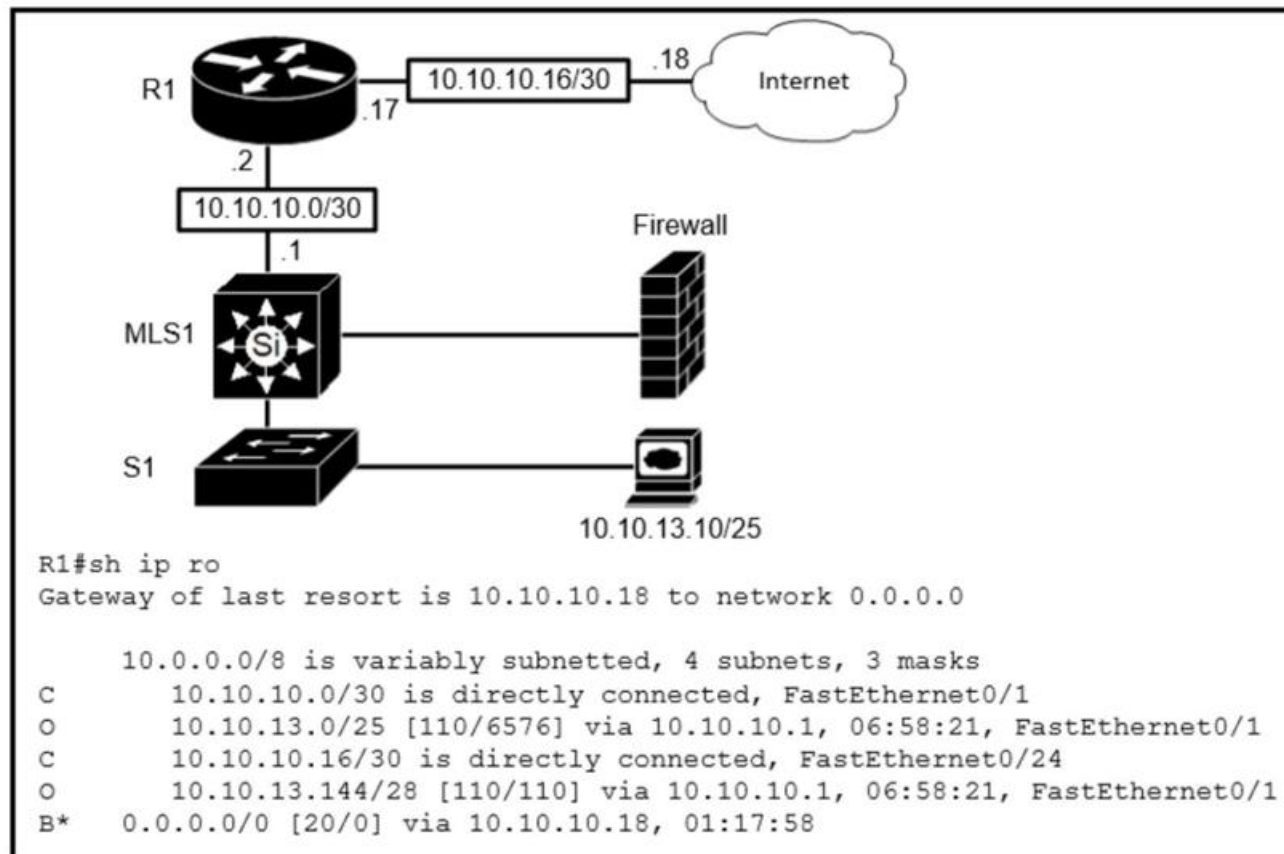 R1
.17
10.10.10.16/30
.18
Internet
.2
10.10.10.0/30
.1
Firewall
MLS1
Si
S1
10.10.13.10/25
R1#sh ip ro
Gateway of last resort is 10.10.10.18 to network 0.0.0.0
10.0.0.0/8 is variably subnetted, 4 subnets, 3 masks
C 10.10.10.0/30 is directly connected, FastEthernet0/1
O 10.10.13.0/25 [110/6576] via 10.10.10.1, 06:58:21, FastEthernet0/1
C 10.10.10.16/30 is directly connected, FastEthernet0/24
O 10.10.13.144/28 [110/110] via 10.10.10.1, 06:58:21, FastEthernet0/1
B* 0.0.0.0/0 [20/0] via 10.10.10.18, 01:17:58